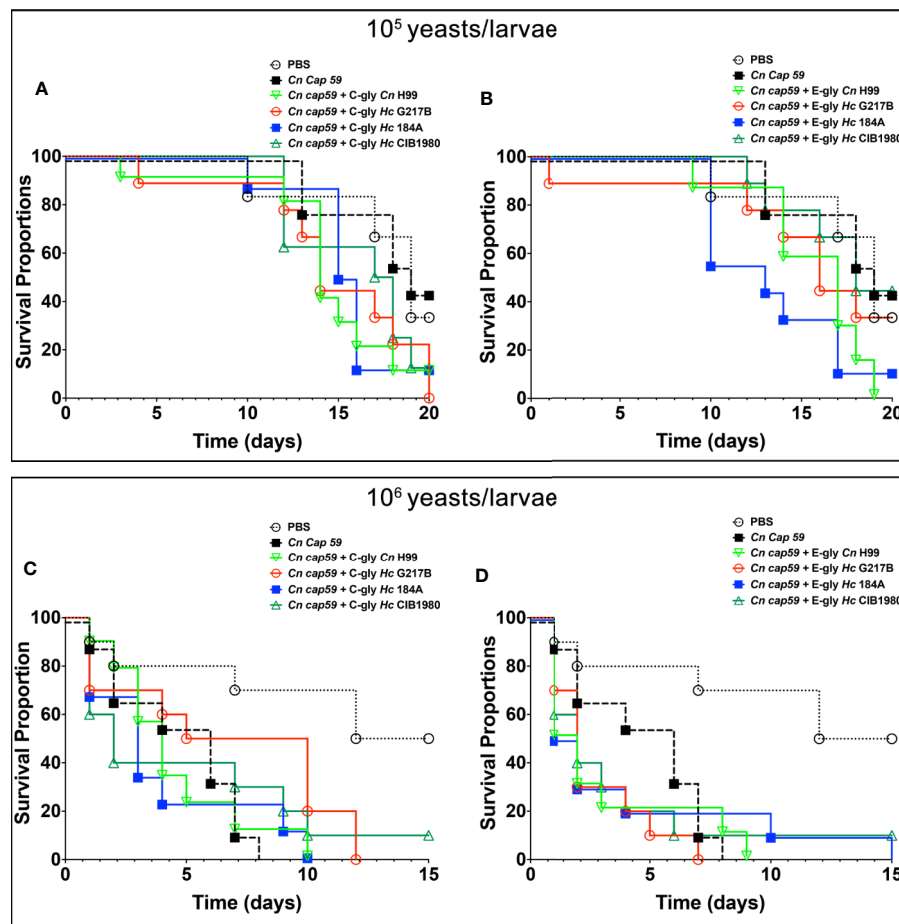 10⁵ yeasts/larvae
A
PBS
Cn Cap 59
Cn cap59 + C-gly Cn H99
Cn cap59 + C-gly Hc G217B
Cn cap59 + C-gly Hc 184A
Cn cap59 + C-gly Hc CIB1980
100
80
60
40
20
0
Survival Proportions
0 5 10 15 20
Time (days)
B
PBS
Cn Cap 59
Cn cap59 + E-gly Cn H99
Cn cap59 + E-gly Hc G217B
Cn cap59 + E-gly Hc 184A
Cn cap59 + E-gly Hc CIB1980
100
80
60
40
20
0
Survival Proportions
0 5 10 15 20
Time (days)
10⁶ yeasts/larvae
C
PBS
Cn Cap 59
Cn cap59 + C-gly Cn H99
Cn cap59 + C-gly Hc G217B
Cn cap59 + C-gly Hc 184A
Cn cap59 + C-gly Hc CIB1980
100
80
60
40
20
0
Survival Proportions
0 5 10 15
Time (days)
D
PBS
Cn Cap 59
Cn cap59 + E-gly Cn H99
Cn cap59 + E-gly Hc G217B
Cn cap59 + E-gly Hc 184A
Cn cap59 + E-gly Hc CIB1980
100
80
60
40
20
0
Survival Proportions
0 5 10 15
Time (days)